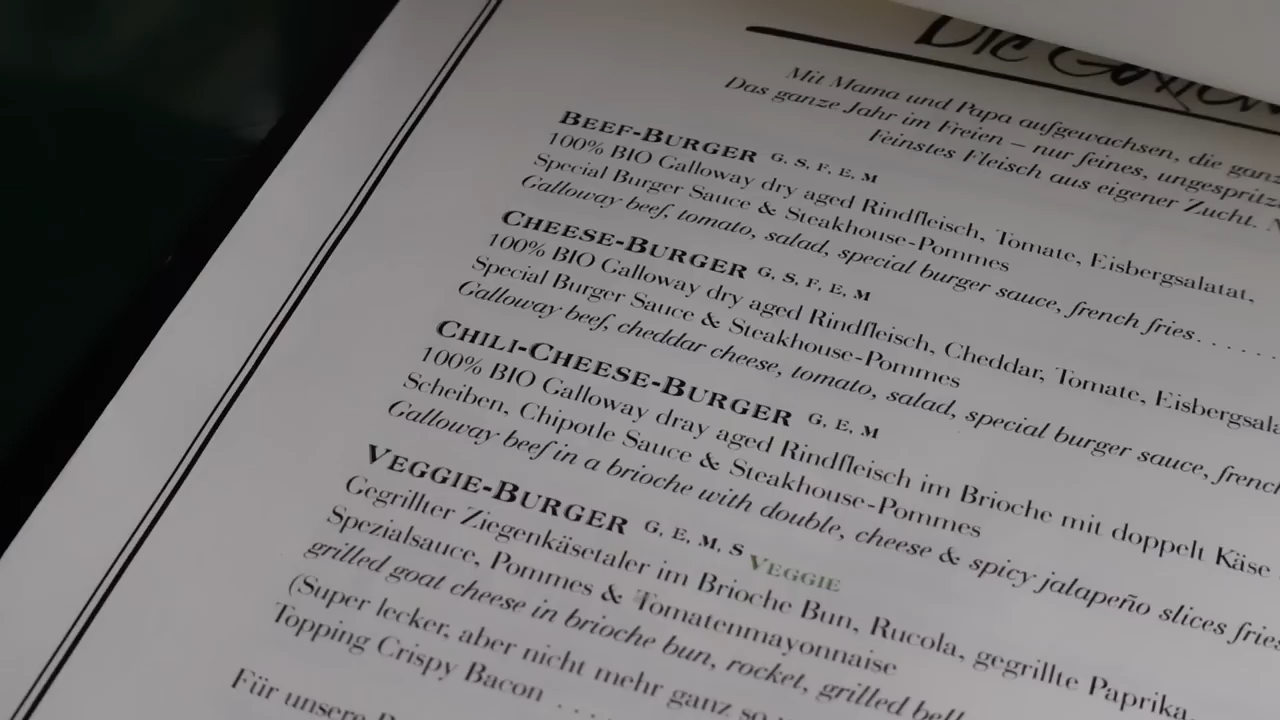 Die
Mit Mama und Papa aufgewachsen, die ganz
Das ganze Jahr im Freien – nur feines, ungespritz
Feinstes Fleisch aus eigener Zucht.
BEEF-BURGER G, S, F, E, M
100% BIO Galloway dry aged Rindfleisch, Tomate, Eisbergsalatat,
Special Burger Sauce & Steakhouse-Pommes
Galloway beef, tomato, salad, special burger sauce, french fries......
CHEESE-BURGER G, S, F, E, M
100% BIO Galloway dry aged Rindfleisch, Cheddar, Tomate, Eisbergsala
Special Burger Sauce & Steakhouse-Pommes
Galloway beef, cheddar cheese, tomato, salad, special burger sauce, french
CHILI-CHEESE-BURGER G, E, M
100% BIO Galloway dray aged Rindfleisch im Brioche mit doppelt Käse
Scheiben, Chipotle Sauce & Steakhouse-Pommes
Galloway beef in a brioche with double, cheese & spicy jalapeño slices fries
VEGGIE-BURGER G, E, M, S VEGGIE
Gegrillter Ziegenkäsetaler im Brioche Bun, Rucola, gegrillte Paprika,
Spezialsauce, Pommes & Tomatenmayonnaise
grilled goat cheese in brioche bun, rocket, grilled bell
(Super lecker, aber nicht mehr ganz so
Topping Crispy Bacon ....
Für unsere